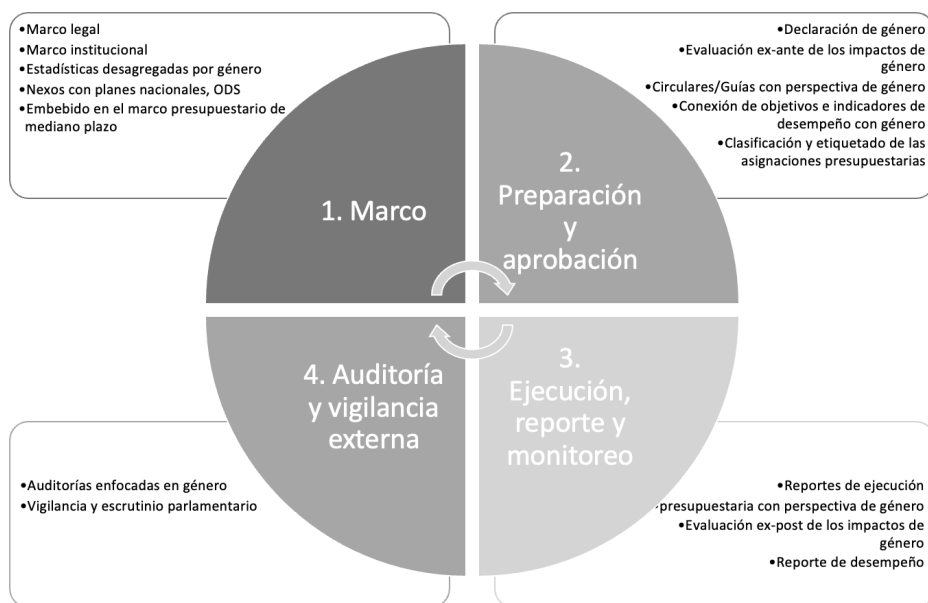 •Marco legal
•Marco institucional
•Estadísticas desagregadas por género
•Nexos con planes nacionales, ODS
•Embebido en el marco presupuestario de
mediano plazo
•Declaración de género
•Evaluación ex-ante de los impactos de
género
•Circulares/Guías con perspectiva de género
•Conexión de objetivos e indicadores de
desempeño con género
•Clasificación y etiquetado de las
asignaciones presupuestarias
1. Marco
2.
Preparación
y
aprobación
4. Auditoría
y vigilancia
externa
3.
Ejecución,
reporte y
monitoreo
•Auditorías enfocadas en género
•Vigilancia y escrutinio parlamentario
•Reportes de ejecución
presupuestaria con perspectiva de género
•Evaluación ex-post de los impactos de
género
•Reporte de desempeño